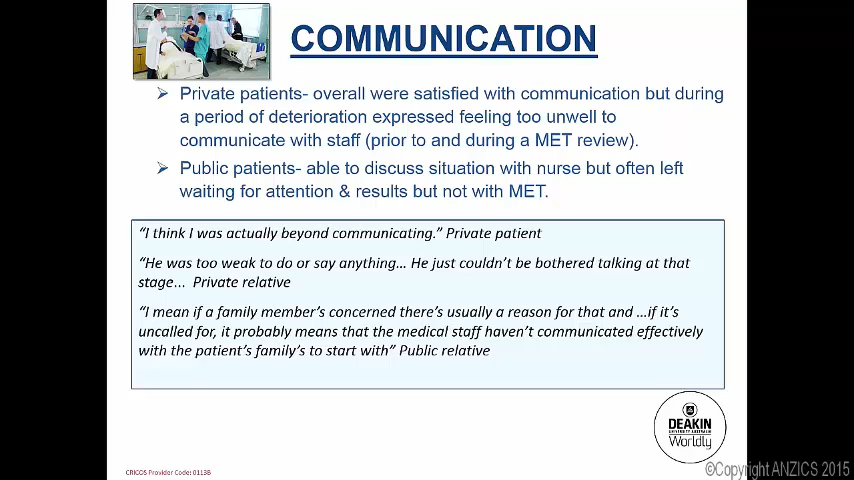 COMMUNICATION
➢ Private patients- overall were satisfied with communication but during
a period of deterioration expressed feeling too unwell to
communicate with staff (prior to and during a MET review).
➢ Public patients- able to discuss situation with nurse but often left
waiting for attention & results but not with MET.
“I think I was actually beyond communicating.” Private patient
“He was too weak to do or say anything… He just couldn’t be bothered talking at that
stage… Private relative
“I mean if a family member’s concerned there’s usually a reason for that and …if it’s
uncalled for, it probably means that the medical staff haven’t communicated effectively
with the patient’s family’s to start with” Public relative
DEAKIN
UNIVERSITY AUSTRALIA
Worldly
CRICOS Provider Code: 0113B
©Copyright ANZICS 2015